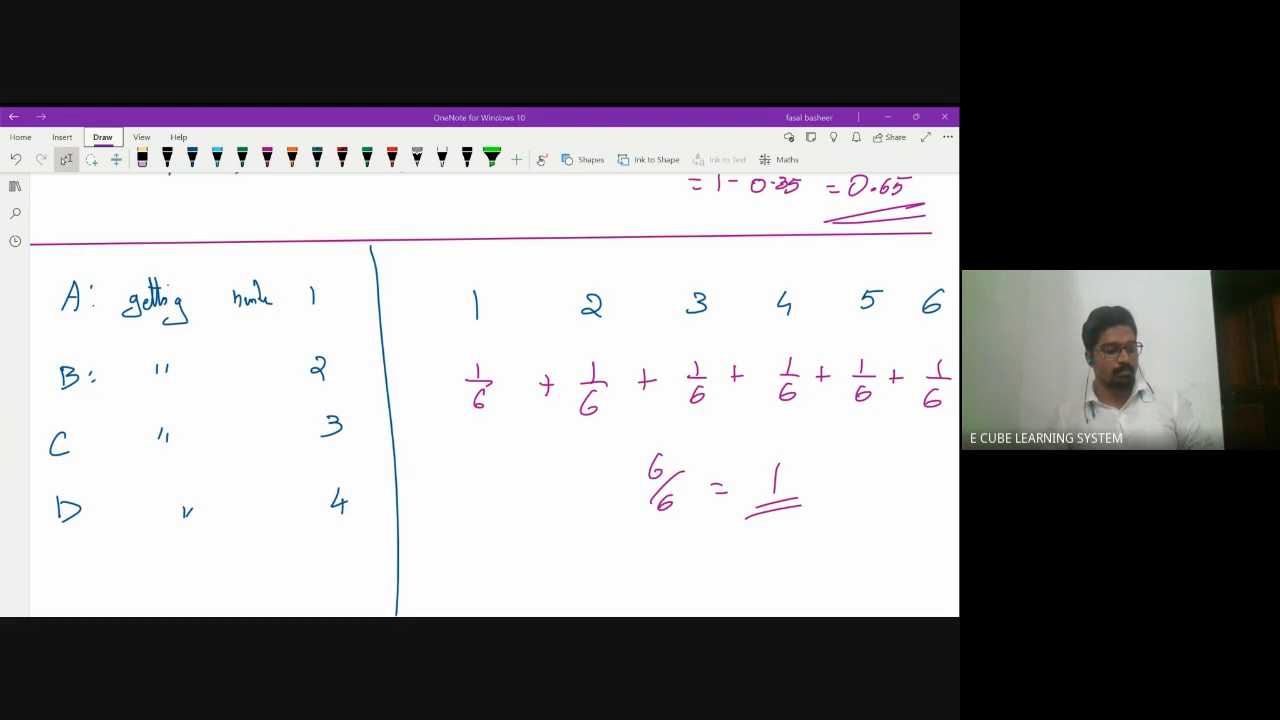 OneNote for Windows 10
fasal basheer
Home Insert Draw View Help
Share
Shapes Ink to Shape Ink to Text Maths
= 1 - 0.35 = 0.65
A: getting 1
B: " 2
C " 3
D " 4
1 2 3 4 5 6
1/6 + 1/6 + 1/6 + 1/6 + 1/6 + 1/6
6/6 = 1
E CUBE LEARNING SYSTEM